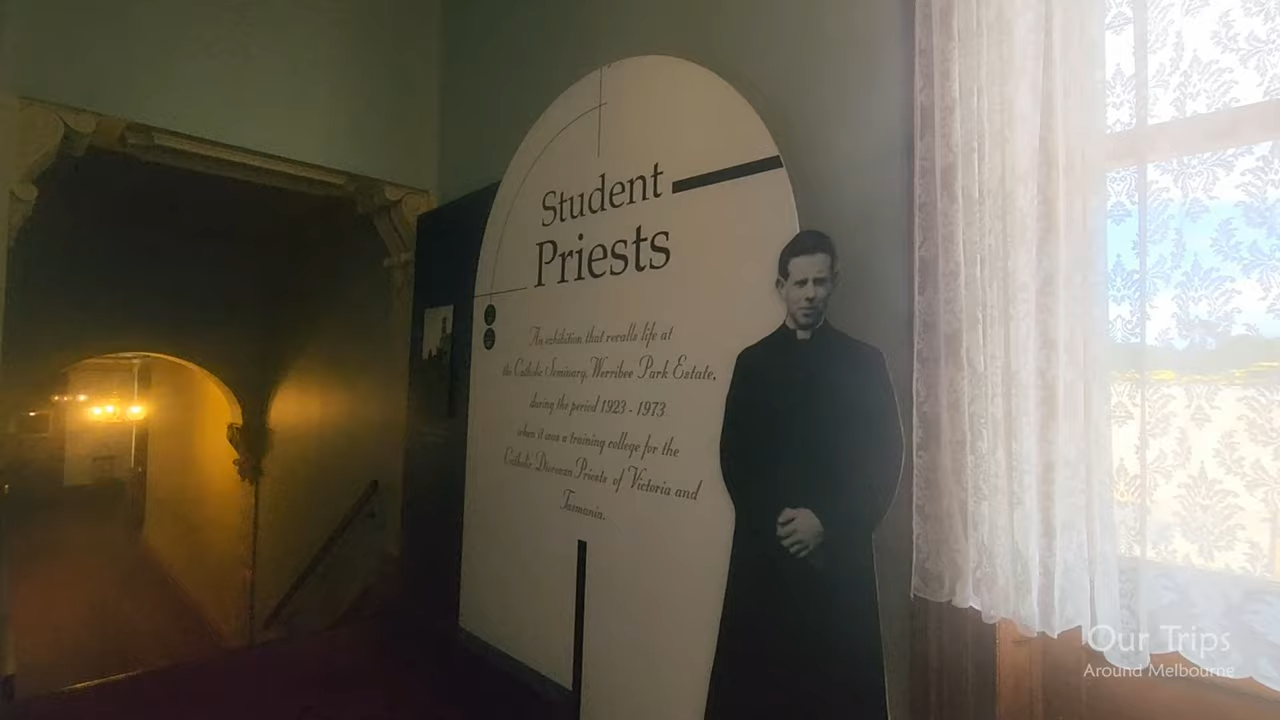 Student
Priests
An exhibition that recalls life at
the Catholic Seminary, Werribee Park Estate,
during the period 1923 - 1973
when it was a training college for the
Catholic Diocesan Priests of Victoria and
Tasmania.
Our Trips
Around Melbourne